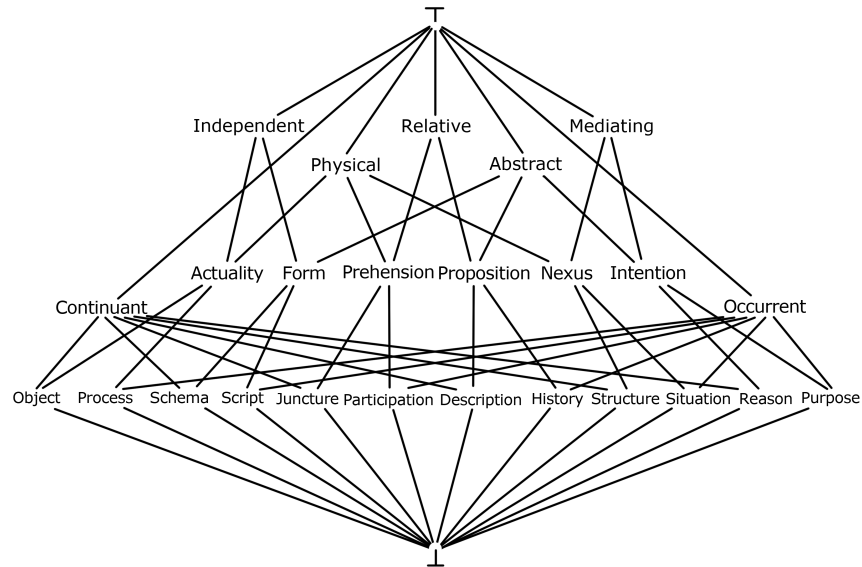 ⊤
Independent Relative Mediating
Physical Abstract
Actuality Form Prehension Proposition Nexus Intention
Continuant Occurrent
Object Process Schema Script Juncture Participation Description History Structure Situation Reason Purpose
⊥